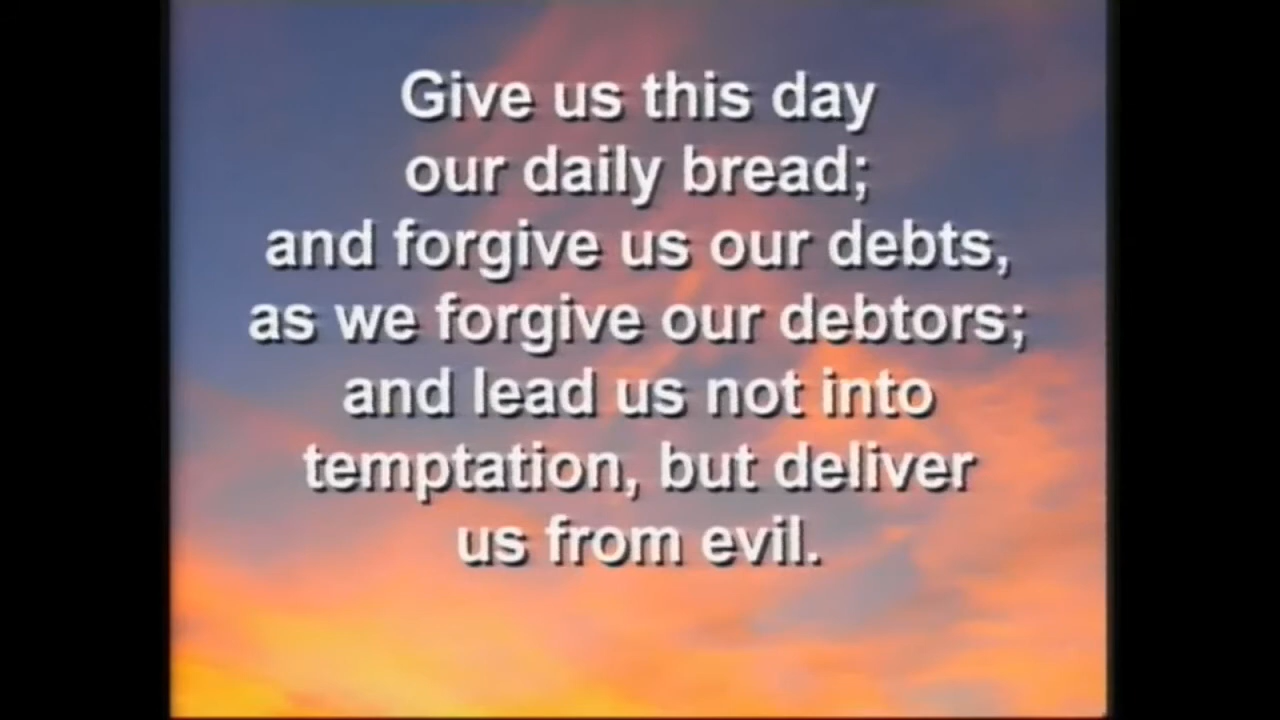 Give us this day
our daily bread;
and forgive us our debts,
as we forgive our debtors;
and lead us not into
temptation, but deliver
us from evil.